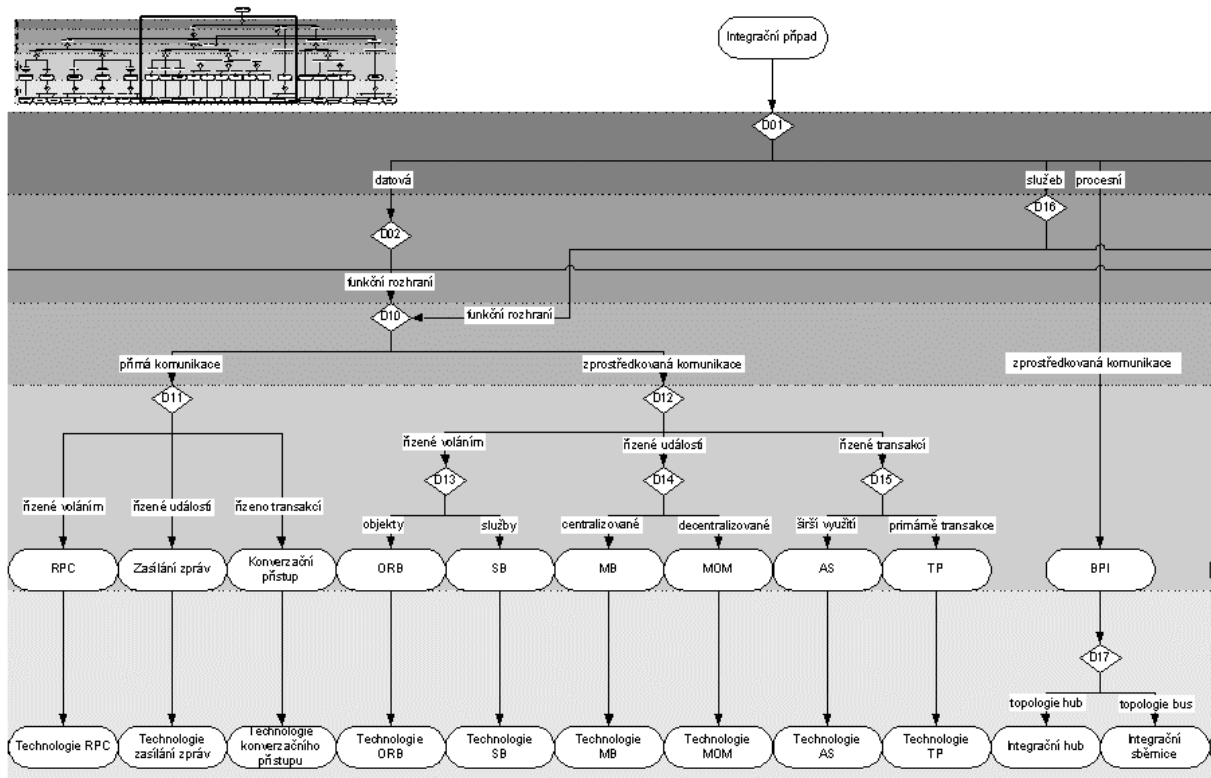 Integrační případ
D01
datová
služeb
procesní
D16
D02
funkční rozhraní
D10
funkční rozhraní
přímá komunikace
zprostředkovaná komunikace
zprostředkovaná komunikace
D11
D12
řízené voláním
řízené událostí
řízené transakcí
D13
D14
D15
řízené voláním
řízené událostí
řízeno transakcí
objekty
služby
centralizované
decentralizované
širší využití
primárně transakce
RPC
Zasílání zpráv
Konverzační
přístup
ORB
SB
MB
MOM
AS
TP
BPI
D17
topologie hub
topologie bus
Technologie RPC
Technologie
zasílání zpráv
Technologie
konverzačního
přístupu
Technologie
ORB
Technologie
SB
Technologie
MB
Technologie
MOM
Technologie
AS
Technologie
TP
Integrační hub
Integrační
sběrnice